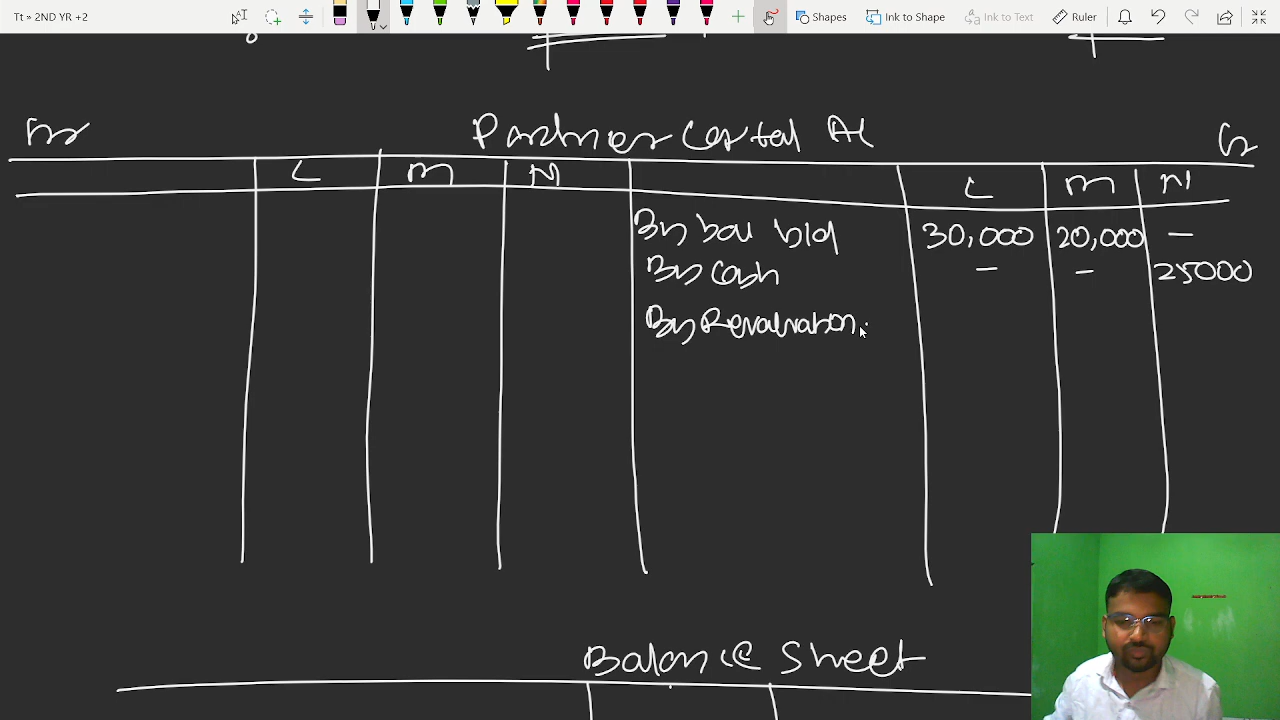 Tt » 2ND YR +2
Shapes Ink to Shape Ink to Text Ruler
Dr Partner Capital A/c Cr
L M N L M N
By bal b/d 30,000 20,000 -
By Cash - - 25000
By Revaluation
Balance Sheet